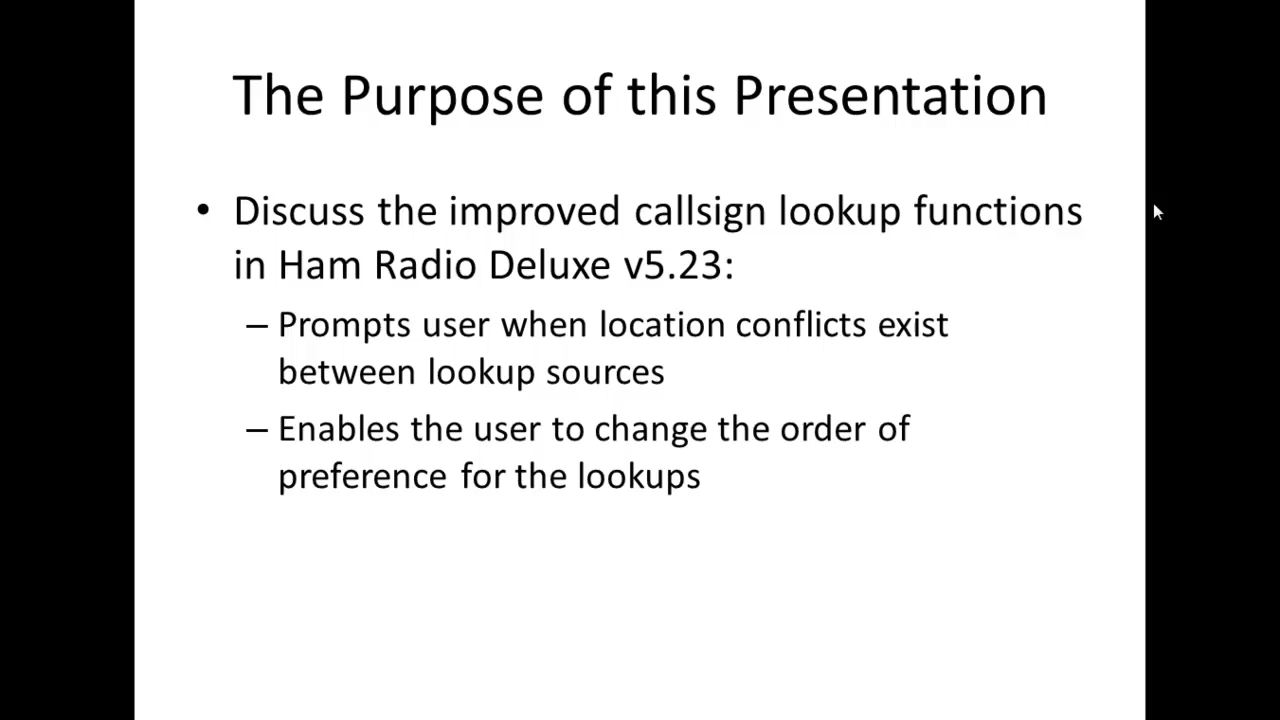 The Purpose of this Presentation
• Discuss the improved callsign lookup functions
in Ham Radio Deluxe v5.23:
– Prompts user when location conflicts exist
between lookup sources
– Enables the user to change the order of
preference for the lookups